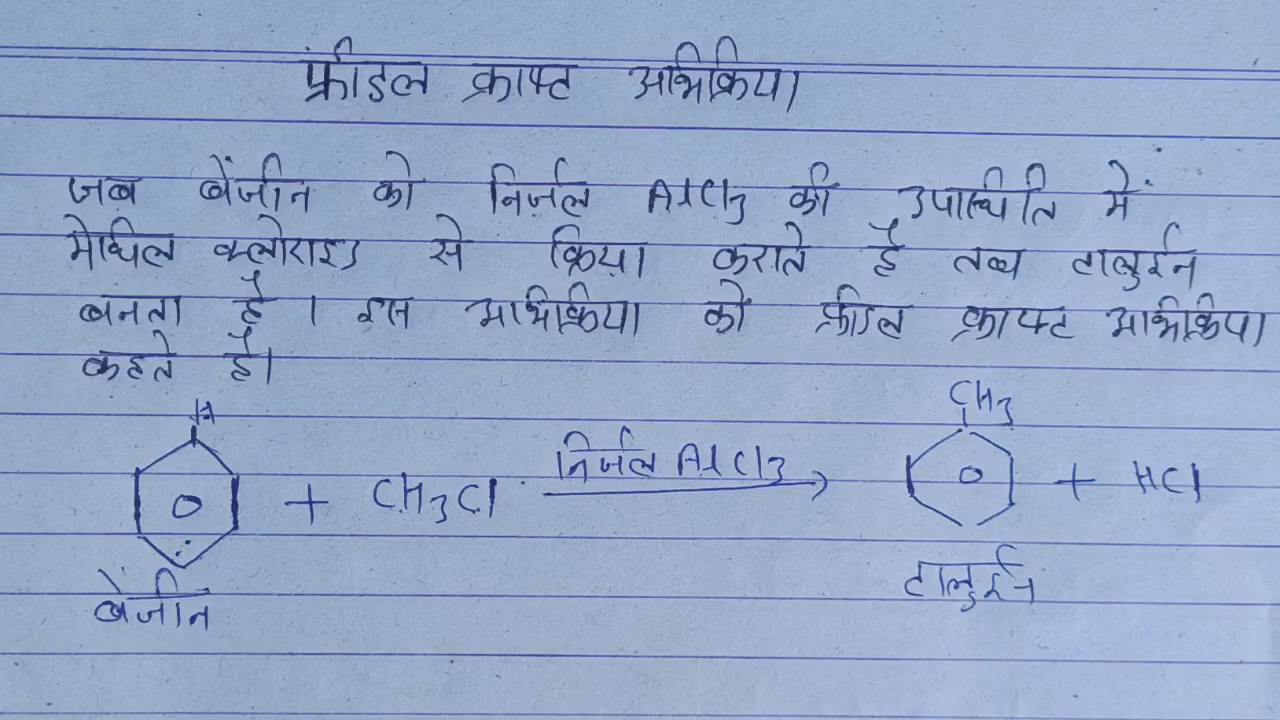 फ्रीडल क्राफ्ट अभिक्रिया
जब बेंजीन को निर्जल AlCl3 की उपस्थिति में
मेथिल क्लोराइड से क्रिया कराते है तब टालुईन
बनता है । इस अभिक्रिया को फ्रीडल क्राफ्ट अभिक्रिया
कहते है।
H
CH3
+ CH3Cl निर्जल AlCl3 + HCl
बेंजीन
टालुईन